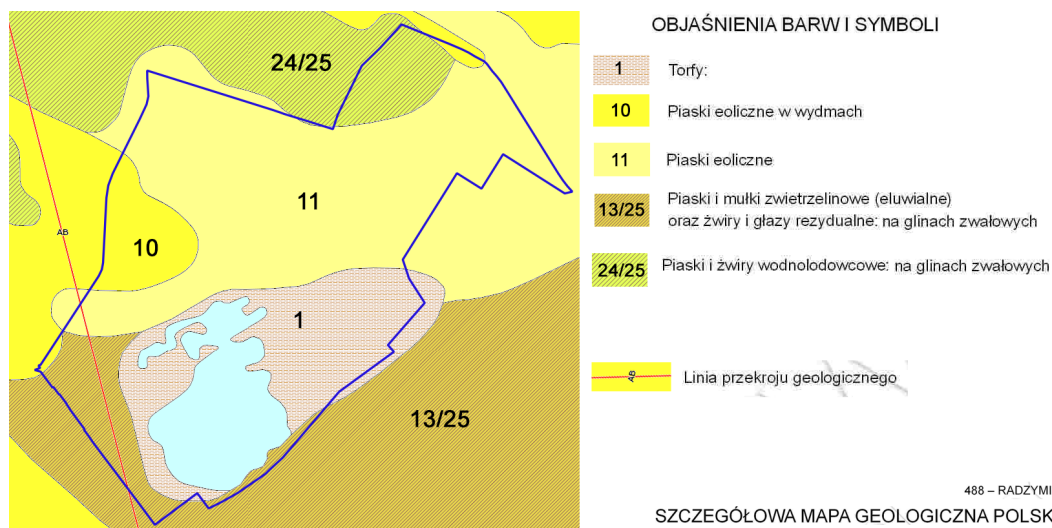 24/25
11
AB
10
1
13/25
OBJAŚNIENIA BARW I SYMBOLI
1 Torfy:
10 Piaski eoliczne w wydmach
11 Piaski eoliczne
13/25 Piaski i mułki zwietrzelinowe (eluwialne)
oraz żwiry i głazy rezydualne: na glinach zwałowych
24/25 Piaski i żwiry wodnolodowcowe: na glinach zwałowych
AB Linia przekroju geologicznego
488 – RADZYMI
SZCZEGÓŁOWA MAPA GEOLOGICZNA POLSK